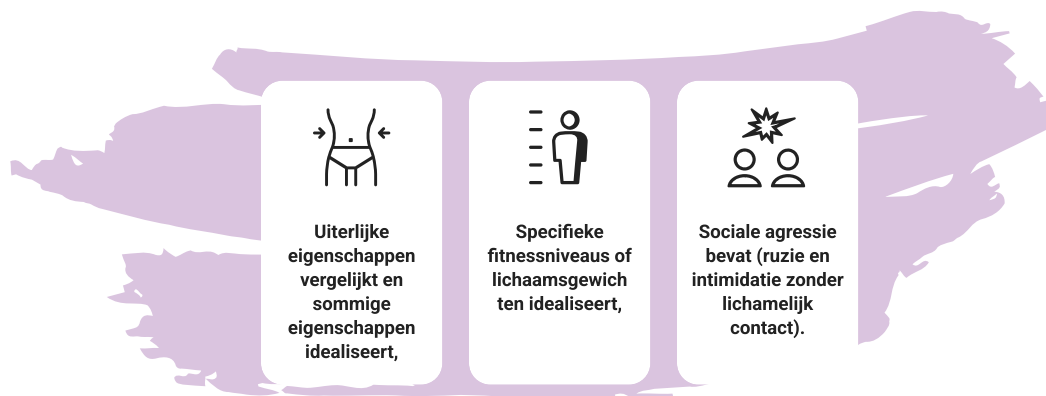 Uiterlijke
eigenschappen
vergelijkt en
sommige
eigenschappen
idealiseert,
Specifieke
fitnessniveaus of
lichaamsgewich
ten idealiseert,
Sociale agressie
bevat (ruzie en
intimidatie zonder
lichamelijk
contact).